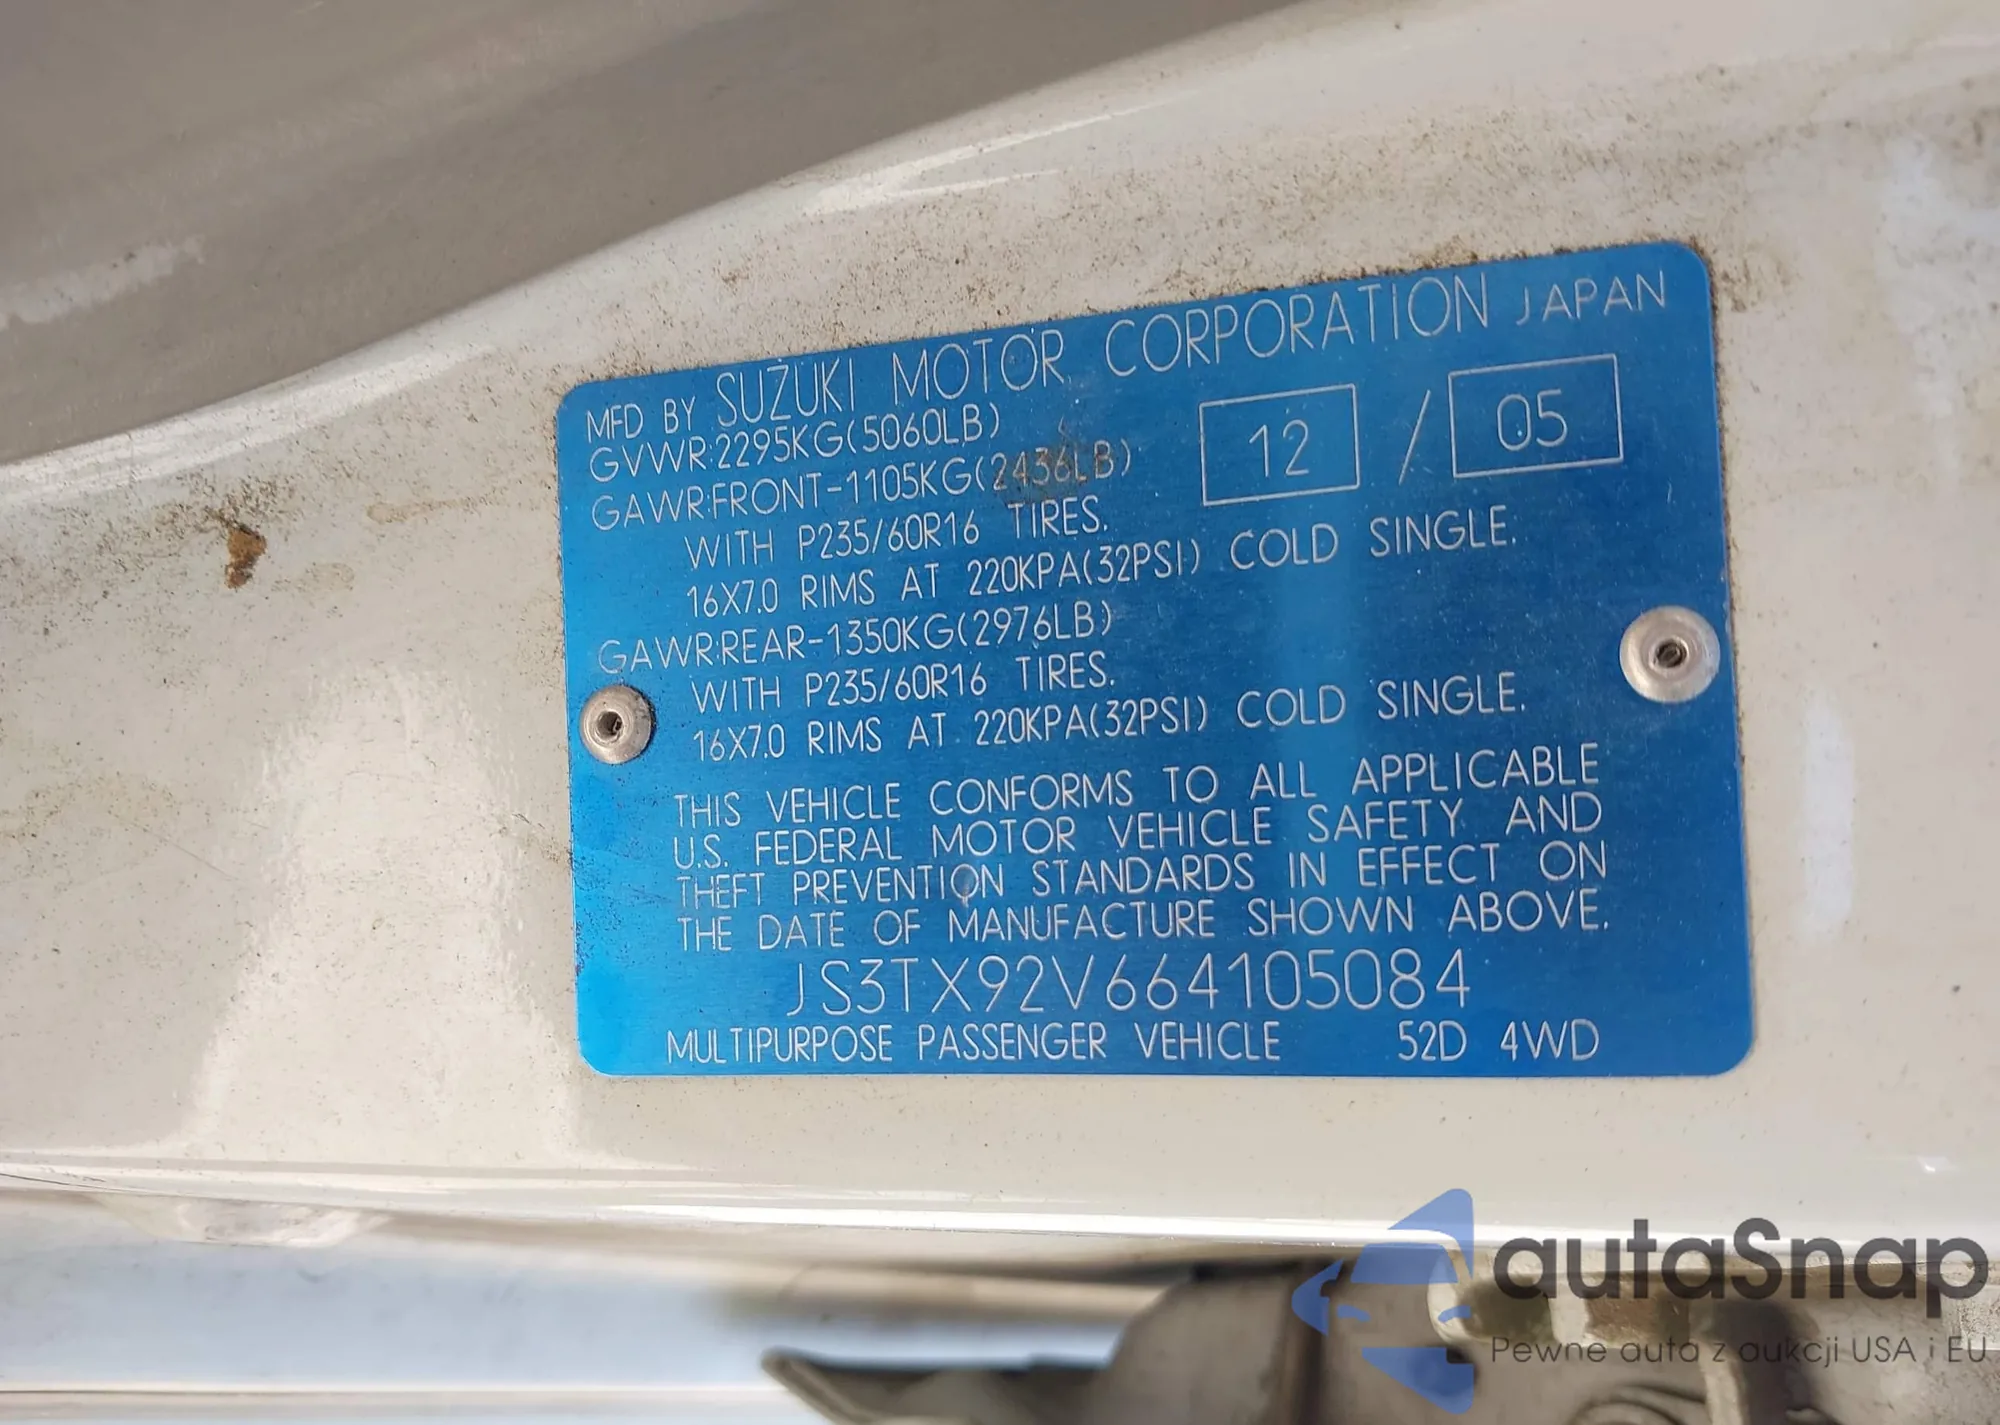 MFD BY SUZUKI MOTOR CORPORATION JAPAN
GVWR:2295KG(5060LB)
12 / 05
GAWR:FRONT-1105KG(2436LB)
WITH P235/60R16 TIRES.
16X7.0 RIMS AT 220KPA(32PSI) COLD SINGLE.
GAWR:REAR-1350KG(2976LB)
WITH P235/60R16 TIRES.
16X7.0 RIMS AT 220KPA(32PSI) COLD SINGLE.
THIS VEHICLE CONFORMS TO ALL APPLICABLE
U.S. FEDERAL MOTOR VEHICLE SAFETY AND
THEFT PREVENTION STANDARDS IN EFFECT ON
THE DATE OF MANUFACTURE SHOWN ABOVE.
JS3TX92V664105084
MULTIPURPOSE PASSENGER VEHICLE 52D 4WD
autaSnap
Pewne auta z aukcji USA i EU